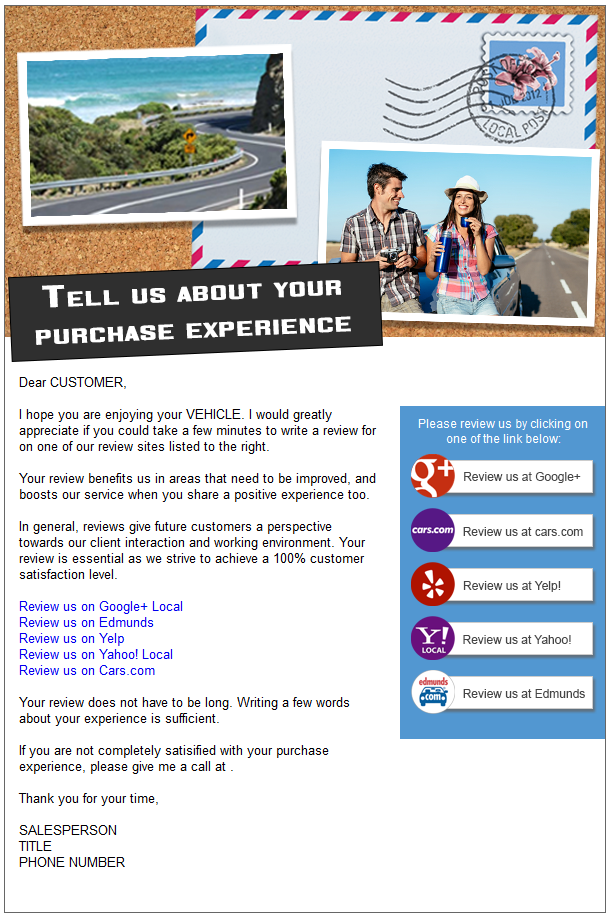 POST OFFICE
1 JUL 2012
LOCAL POST
TELL US ABOUT YOUR
PURCHASE EXPERIENCE
Dear CUSTOMER,
I hope you are enjoying your VEHICLE. I would greatly
appreciate if you could take a few minutes to write a review for
on one of our review sites listed to the right.
Your review benefits us in areas that need to be improved, and
boosts our service when you share a positive experience too.
In general, reviews give future customers a perspective
towards our client interaction and working environment. Your
review is essential as we strive to achieve a 100% customer
satisfaction level.
Review us on Google+ Local
Review us on Edmunds
Review us on Yelp
Review us on Yahoo! Local
Review us on Cars.com
Your review does not have to be long. Writing a few words
about your experience is sufficient.
If you are not completely satisified with your purchase
experience, please give me a call at .
Thank you for your time,
SALESPERSON
TITLE
PHONE NUMBER
Please review us by clicking on
one of the link below:
g+
Review us at Google+
cars.com
Review us at cars.com
Review us at Yelp!
Y!
LOCAL
Review us at Yahoo!
edmunds
.com
Review us at Edmunds